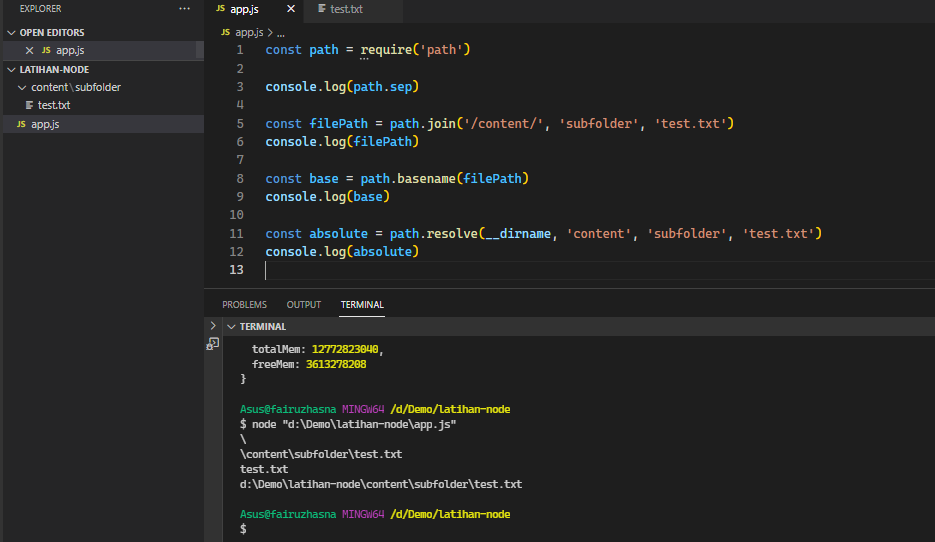 EXPLORER ...
OPEN EDITORS
JS app.js
LATIHAN-NODE
content\subfolder
test.txt
JS app.js
JS app.js
test.txt
JS app.js > ...
1 const path = require('path')
2
3 console.log(path.sep)
4
5 const filePath = path.join('/content/', 'subfolder', 'test.txt')
6 console.log(filePath)
7
8 const base = path.basename(filePath)
9 console.log(base)
10
11 const absolute = path.resolve(__dirname, 'content', 'subfolder', 'test.txt')
12 console.log(absolute)
13
PROBLEMS OUTPUT TERMINAL
TERMINAL
totalMem: 12772823040,
freeMem: 3613278208
}
Asus@fairuzhasna MINGW64 /d/Demo/latihan-node
$ node "d:\Demo\latihan-node\app.js"
\
\content\subfolder\test.txt
test.txt
d:\Demo\latihan-node\content\subfolder\test.txt
Asus@fairuzhasna MINGW64 /d/Demo/latihan-node
$